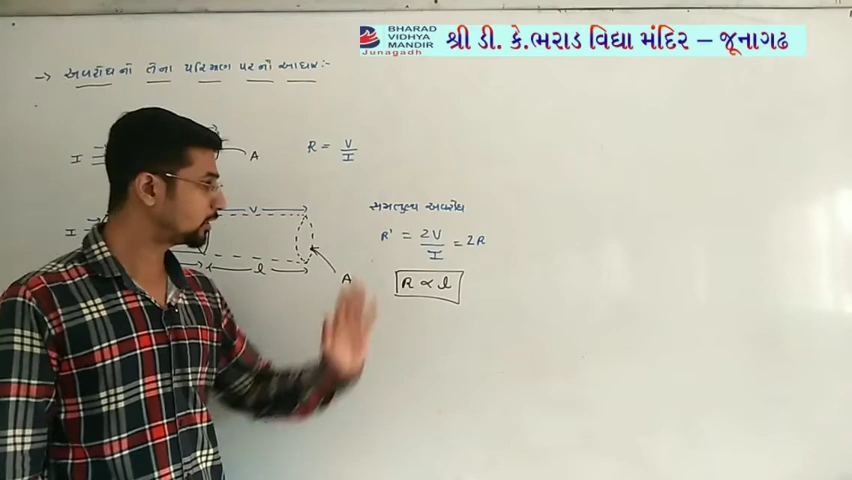 BHARAD
VIDHYA
MANDIR
Junagadh
શ્રી ડી. કે.ભરાડ વિદ્યા મંદિર – જૂનાગઢ
→ અવરોધનો તેના પરિમાણ પરનો આધાર :-
I
A
R = V/I
I
V
l
A
સમતુલ્ય અવરોધ
R' = 2V/I = 2R
R ∝ l